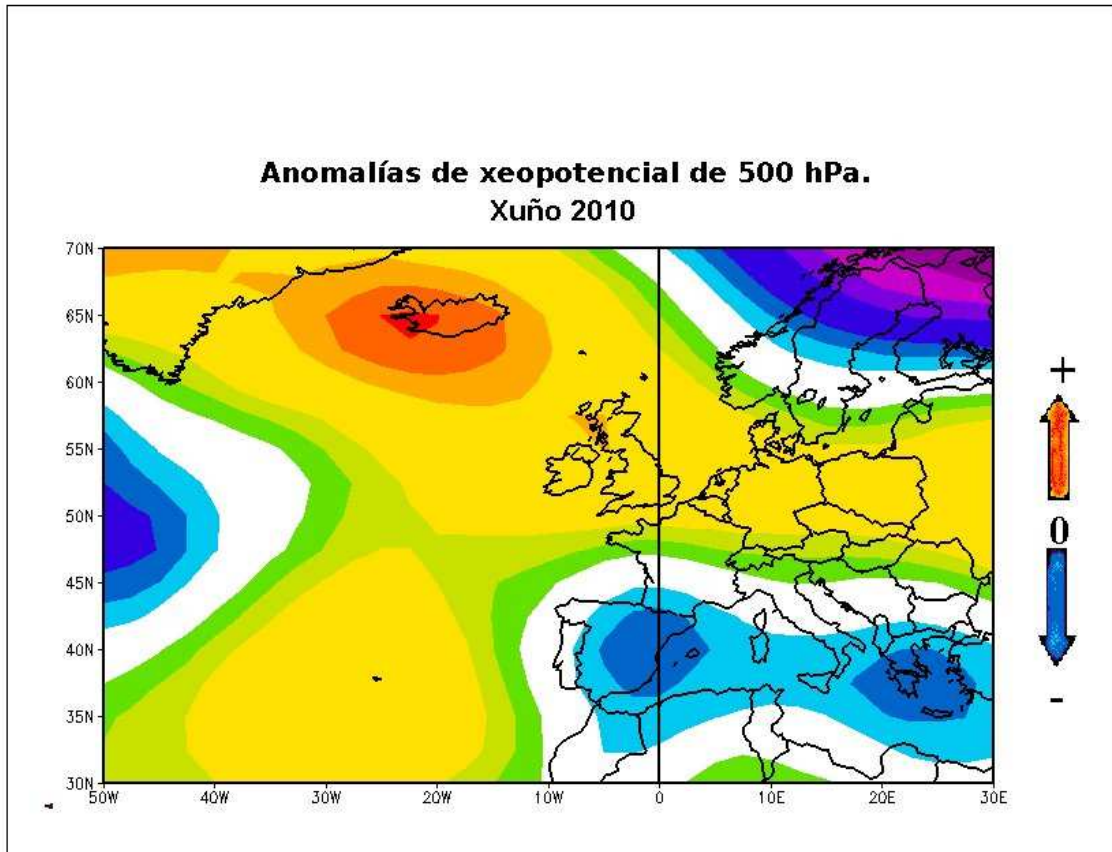 Anomalías de xeopotencial de 500 hPa.
Xuño 2010
70N
65N
60N
55N
50N
45N
40N
35N
30N
50W 40W 30W 20W 10W 0 10E 20E 30E
+
0
-